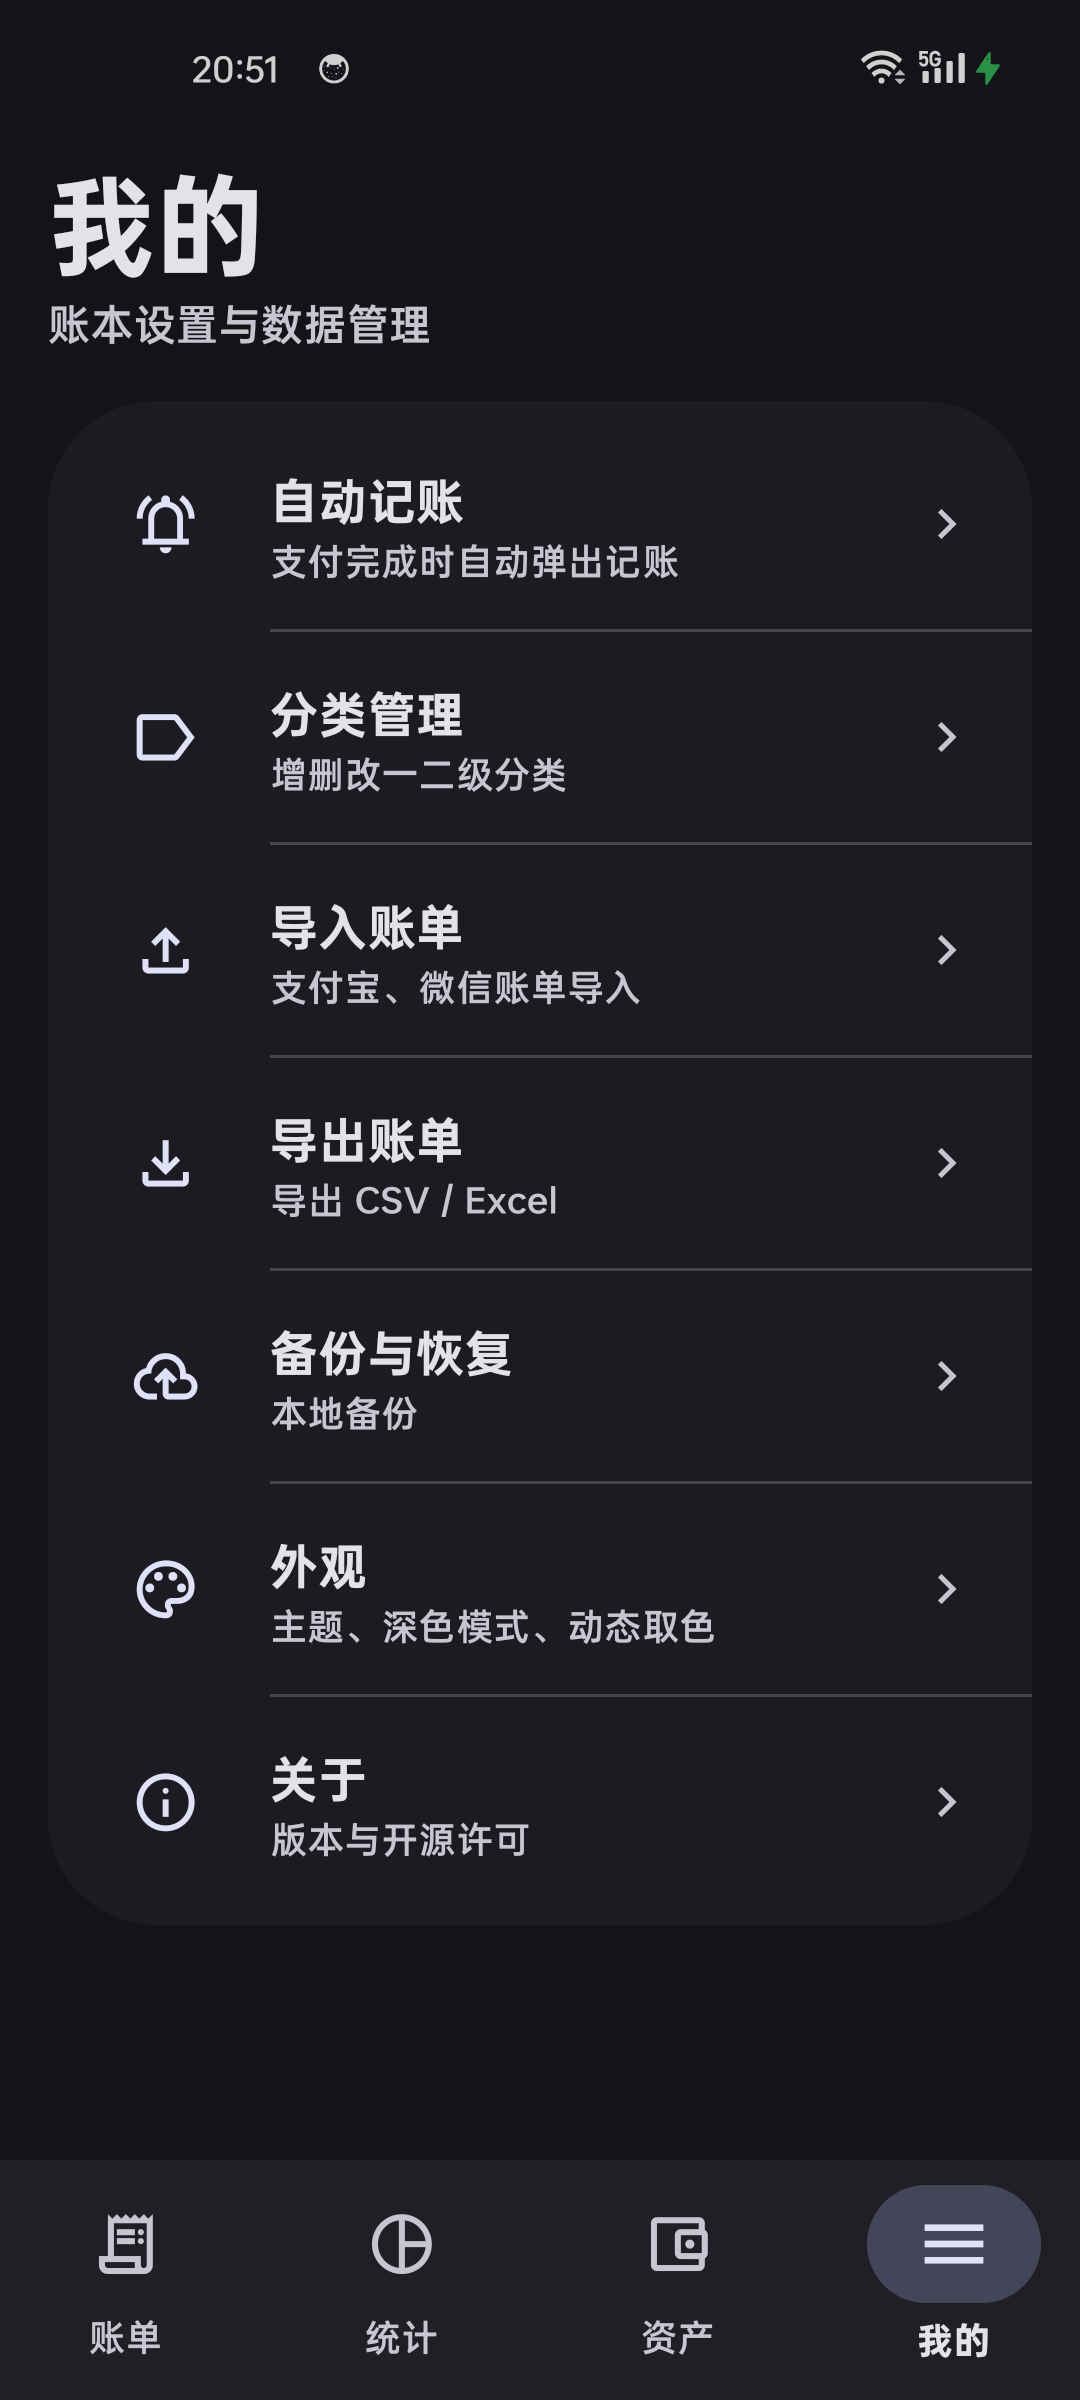 20:51
5G
我的
账本设置与数据管理
自动记账
支付完成时自动弹出记账
分类管理
增删改一二级分类
导入账单
支付宝、微信账单导入
导出账单
导出 CSV / Excel
备份与恢复
本地备份
外观
主题、深色模式、动态取色
关于
版本与开源许可
账单
统计
资产
我的